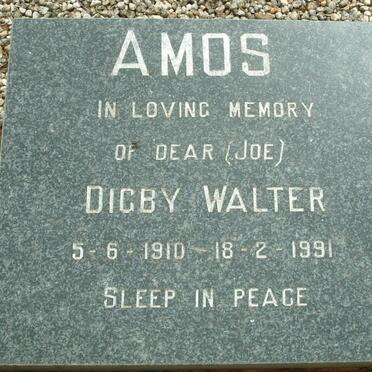 AMOS
IN LOVING MEMORY
OF DEAR (JOE)
DIGBY WALTER
5-6-1910-18-2-1991
SLEEP IN PEACE